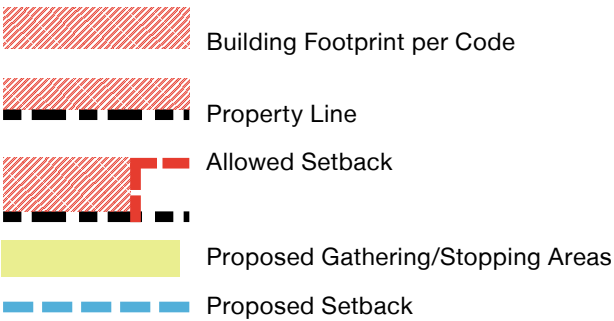 Building Footprint per Code
Property Line
Allowed Setback
Proposed Gathering/Stopping Areas
Proposed Setback